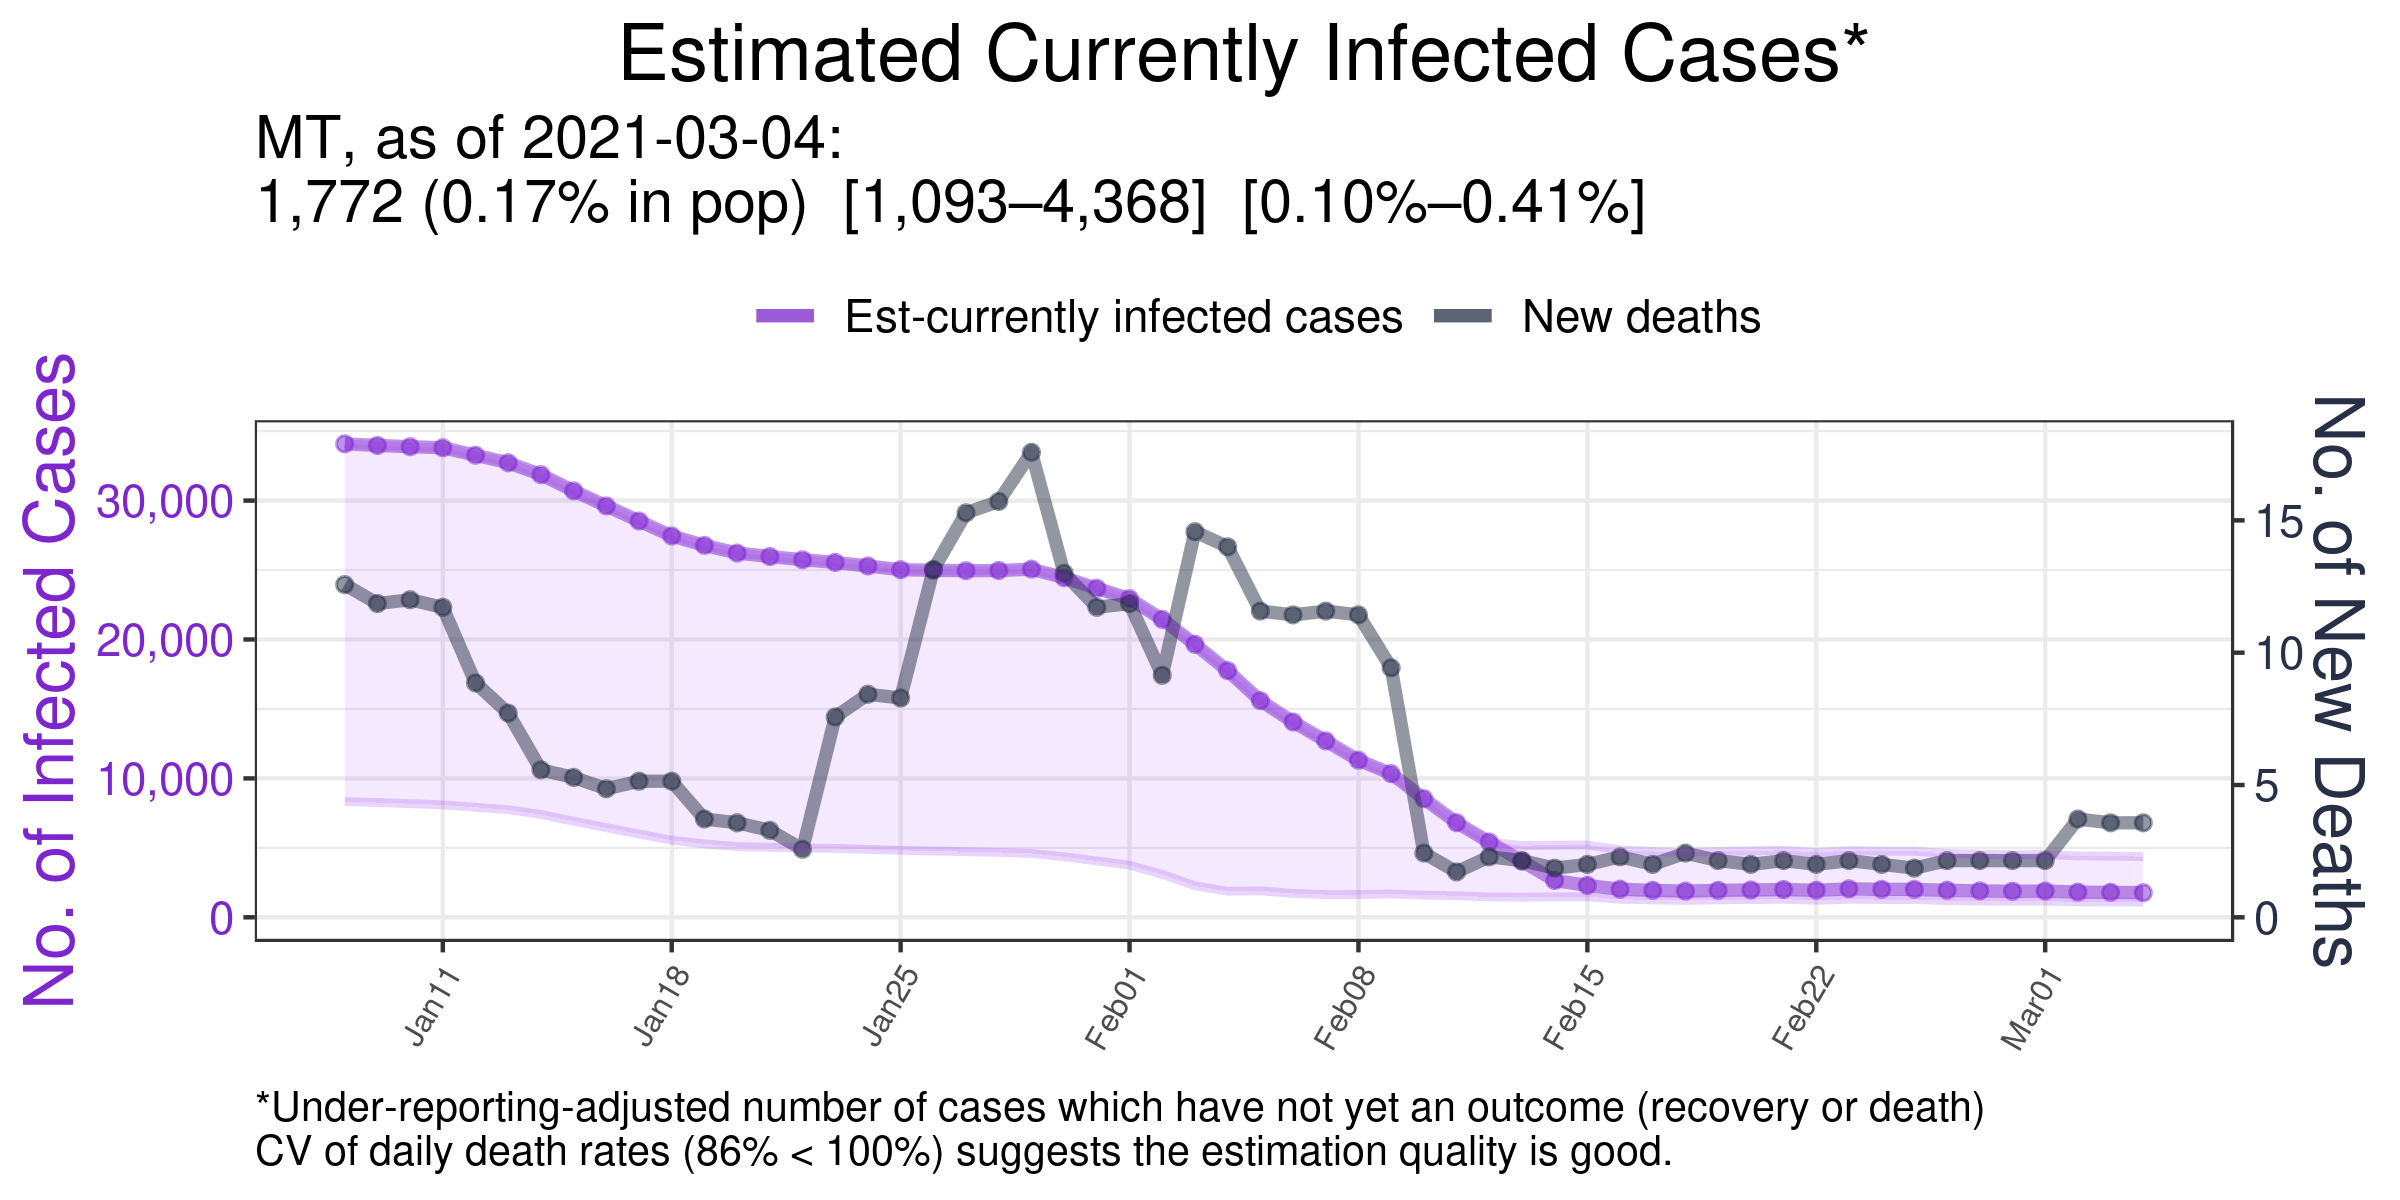 Estimated Currently Infected Cases*
MT, as of 2021-03-04:
1,772 (0.17% in pop)  [1,093–4,368]  [0.10%–0.41%]
Est-currently infected cases
New deaths
No. of Infected Cases
30,000
20,000
10,000
0
15
10
5
0
No. of New Deaths
Jan11
Jan18
Jan25
Feb01
Feb08
Feb15
Feb22
Mar01
*Under-reporting-adjusted number of cases which have not yet an outcome (recovery or death)
CV of daily death rates (86% < 100%) suggests the estimation quality is good.